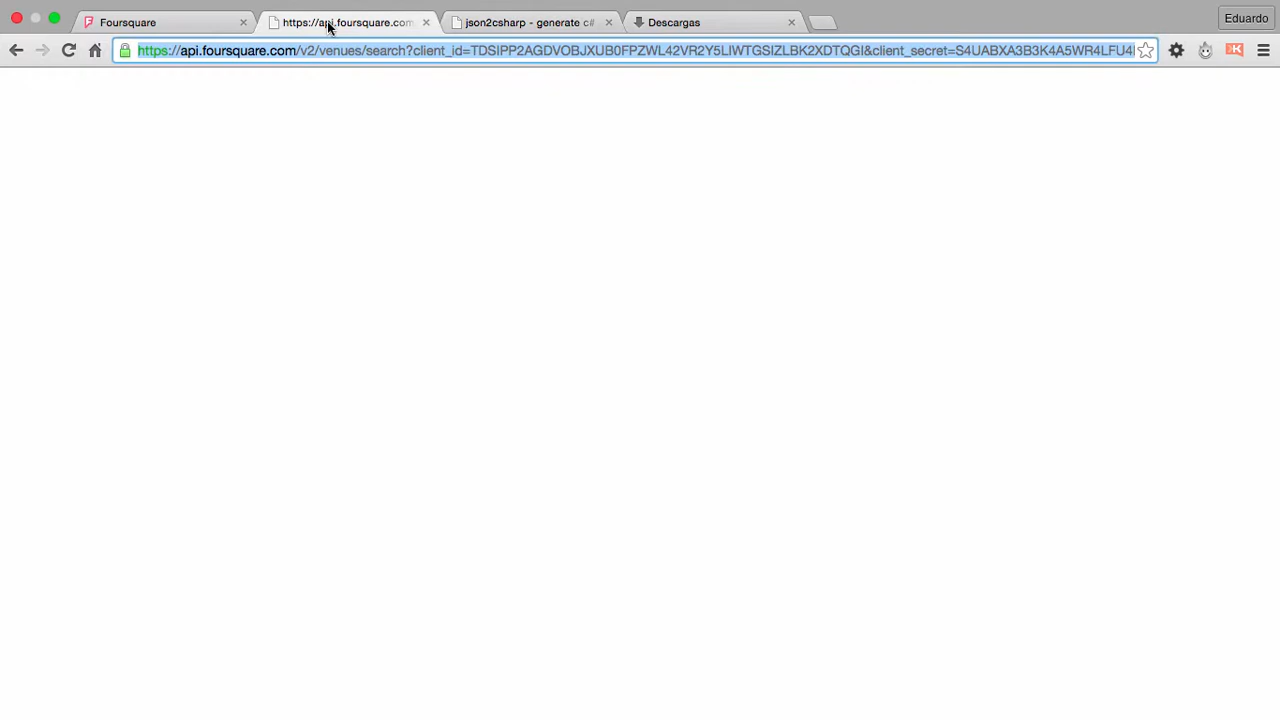 Foursquare
https://api.foursquare.com
json2csharp - generate c#
Descargas
Eduardo
https://api.foursquare.com/v2/venues/search?client_id=TDSIPP2AGDVOBJXUB0FPZWL42VR2Y5LIWTGSIZLBK2XDTQGI&client_secret=S4UABXA3B3K4A5WR4LFU4